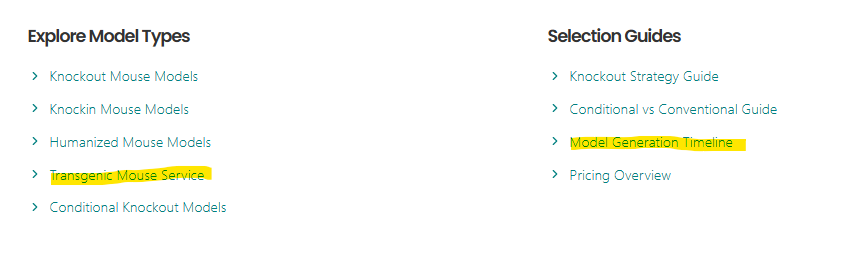 Explore Model Types
Knockout Mouse Models
Knockin Mouse Models
Humanized Mouse Models
Transgenic Mouse Service
Conditional Knockout Models
Selection Guides
Knockout Strategy Guide
Conditional vs Conventional Guide
Model Generation Timeline
Pricing Overview